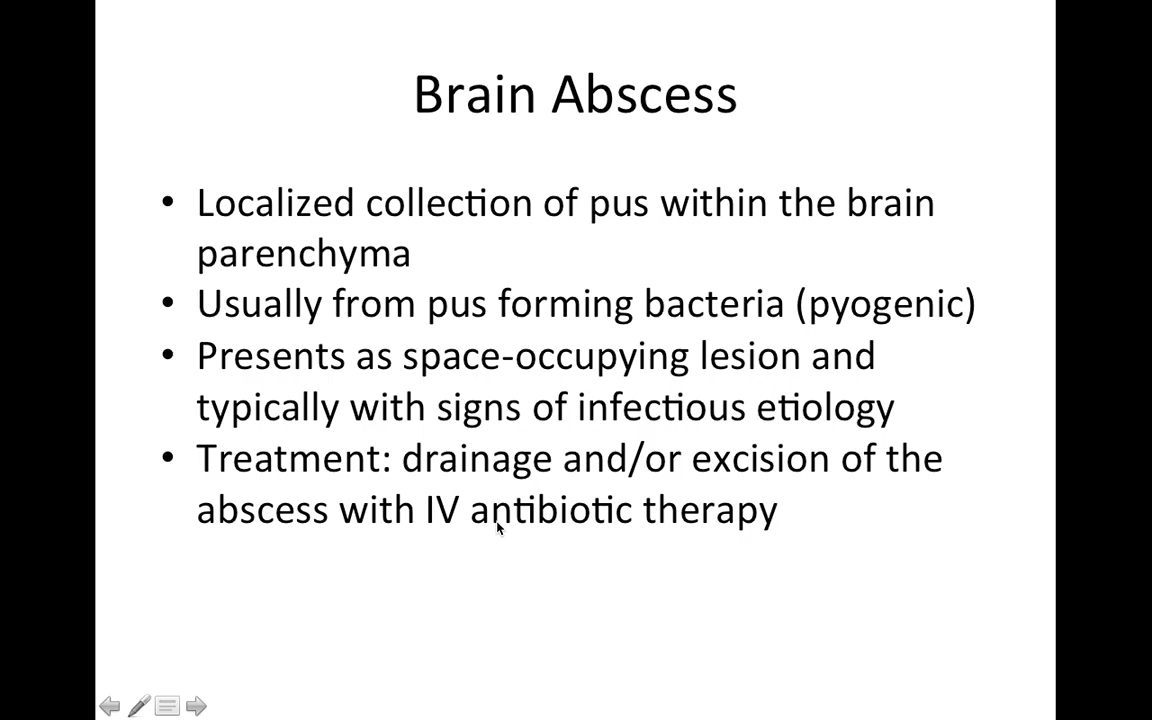 Brain Abscess
• Localized collection of pus within the brain
parenchyma
• Usually from pus forming bacteria (pyogenic)
• Presents as space-occupying lesion and
typically with signs of infectious etiology
• Treatment: drainage and/or excision of the
abscess with IV antibiotic therapy